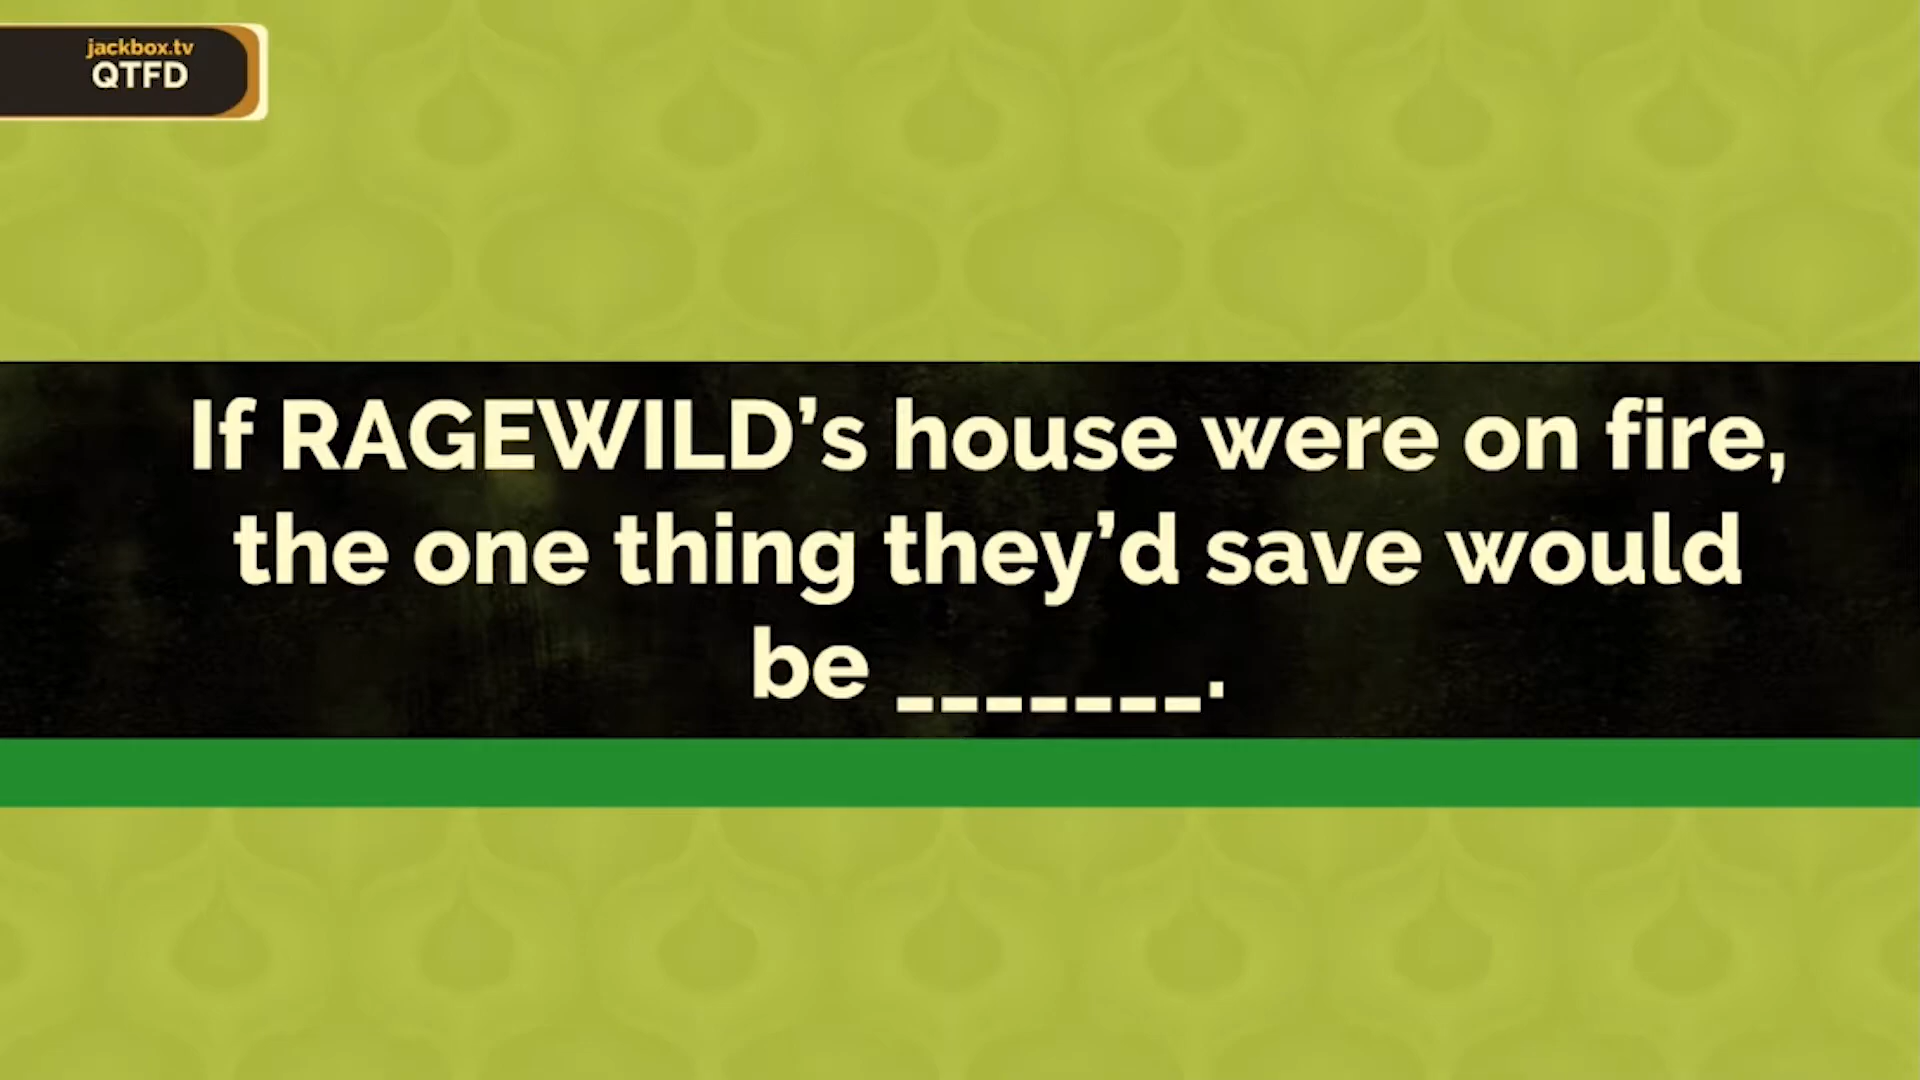 jackbox.tv
QTFD
If RAGEWILD’s house were on fire,
the one thing they’d save would
be _______.